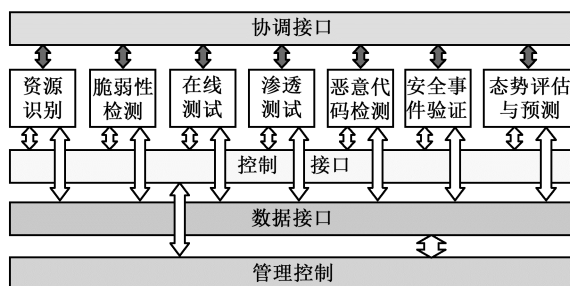 协调接口
资源
识别
脆弱性
检测
在线
测试
渗透
测试
恶意代
码检测
安全事
件验证
态势评估
与预测
控制 接口
数据接口
管理控制